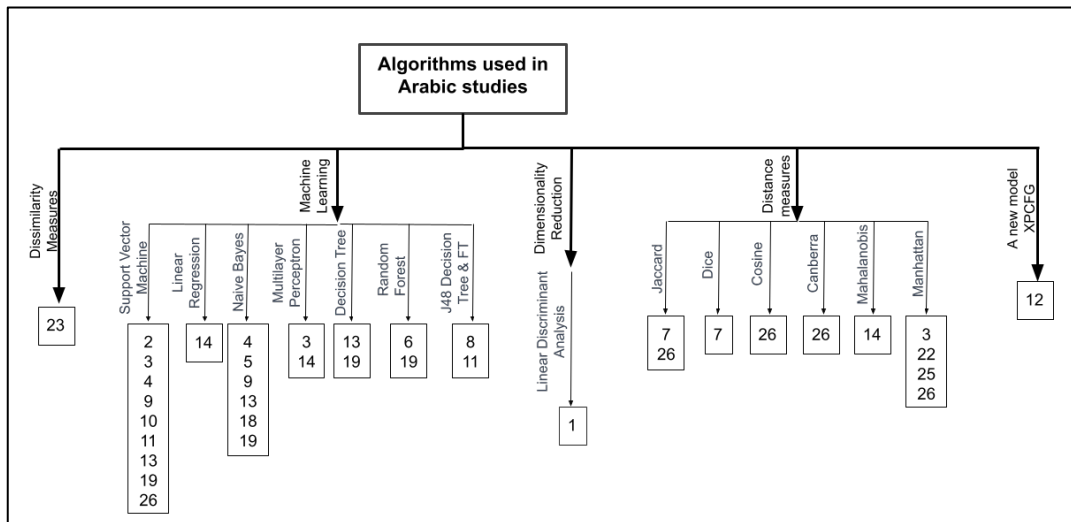 Algorithms used in
Arabic studies
Dissimilarity
Measures
23
Machine
Learning
Support Vector
Machine
2
3
4
9
10
11
13
19
26
Linear
Regression
14
Naive Bayes
4
5
9
13
18
19
Multilayer
Perceptron
3
14
Decision Tree
13
19
Random
Forest
6
19
J48 Decision
Tree & FT
8
11
Dimensionality
Reduction
Linear Discriminant
Analysis
1
Distance
measures
Jaccard
7
26
Dice
7
Cosine
26
Canberra
26
Mahalanobis
14
Manhattan
3
22
25
26
A new model
XPCFG
12